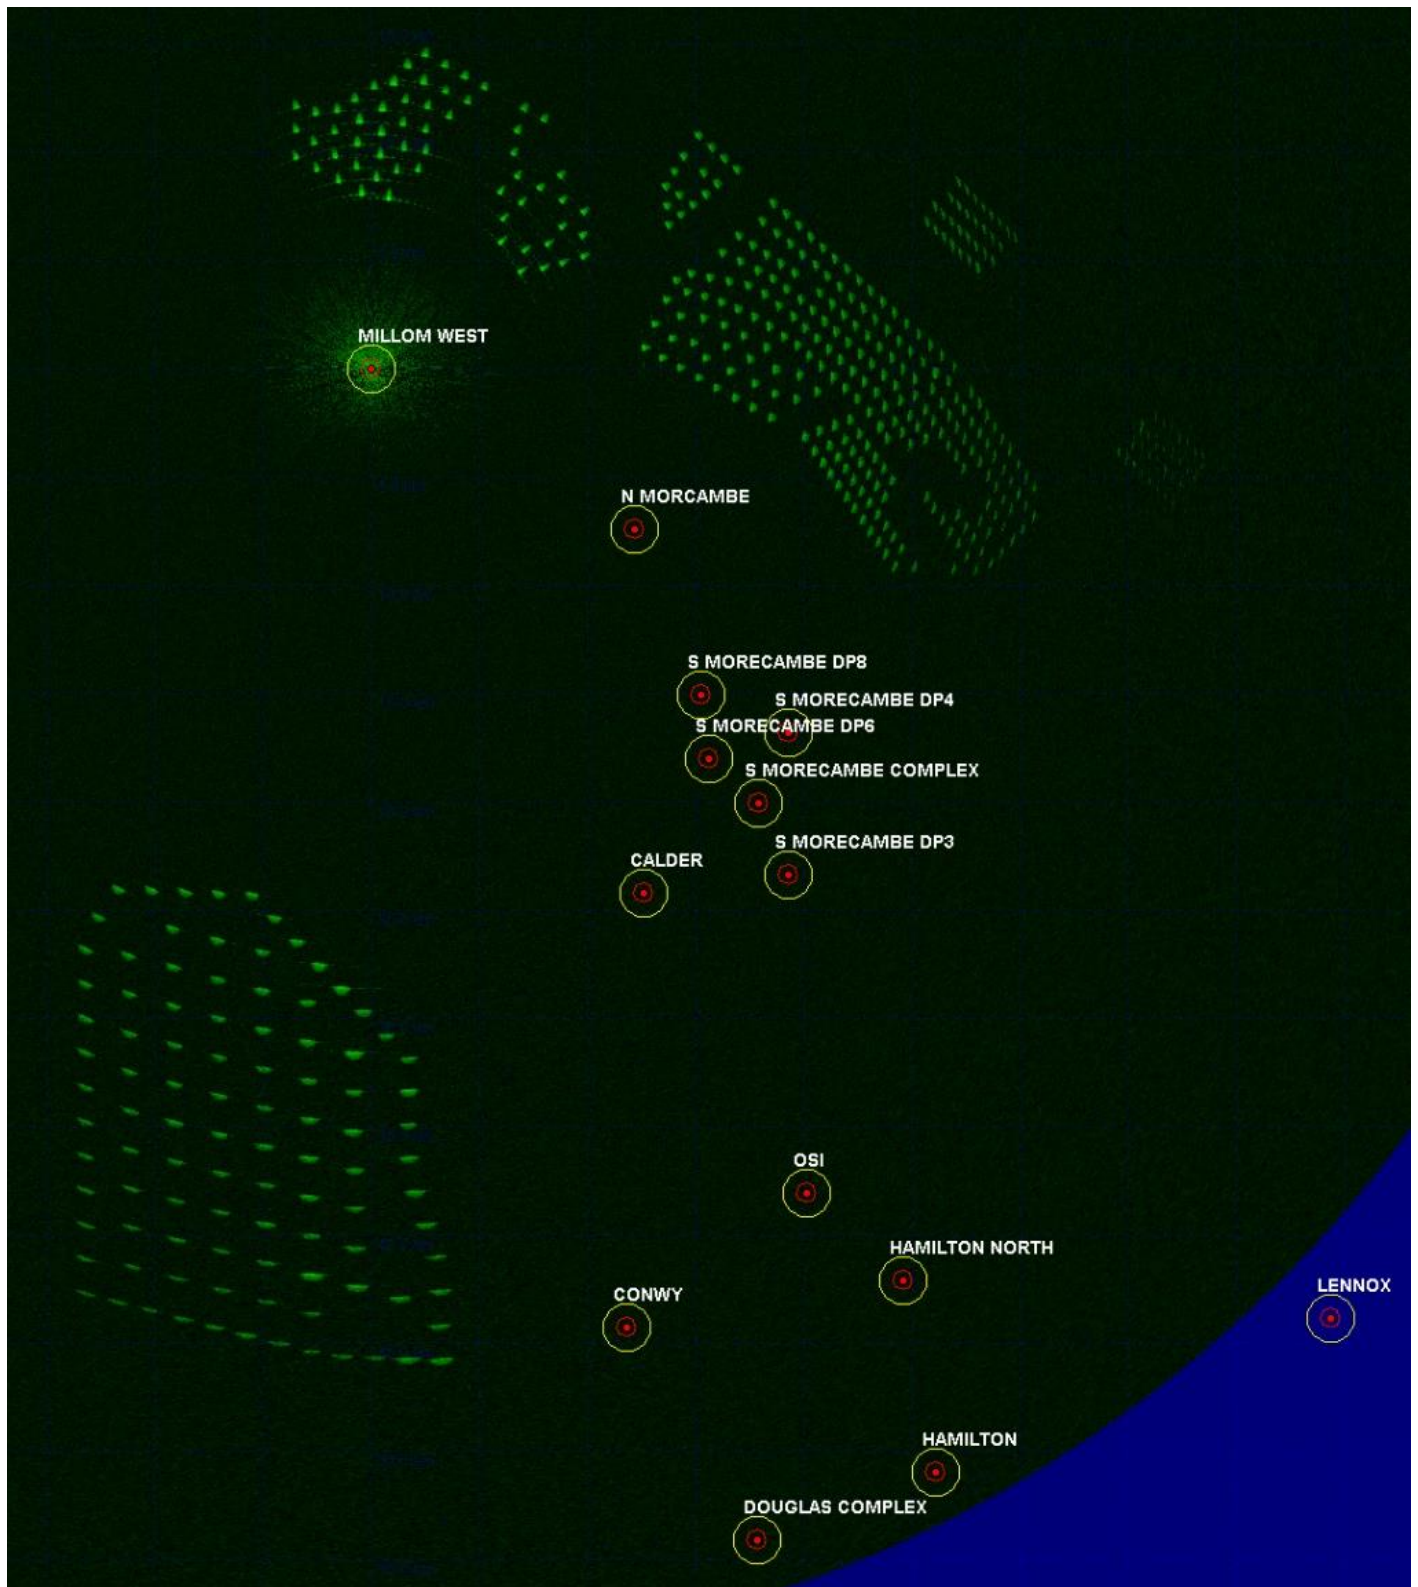 MILLOM WEST
N MORCAMBE
S MORECAMBE DP8
S MORECAMBE DP4
S MORECAMBE DP6
S MORECAMBE COMPLEX
S MORECAMBE DP3
CALDER
OSI
HAMILTON NORTH
LENNOX
CONWY
HAMILTON
DOUGLAS COMPLEX